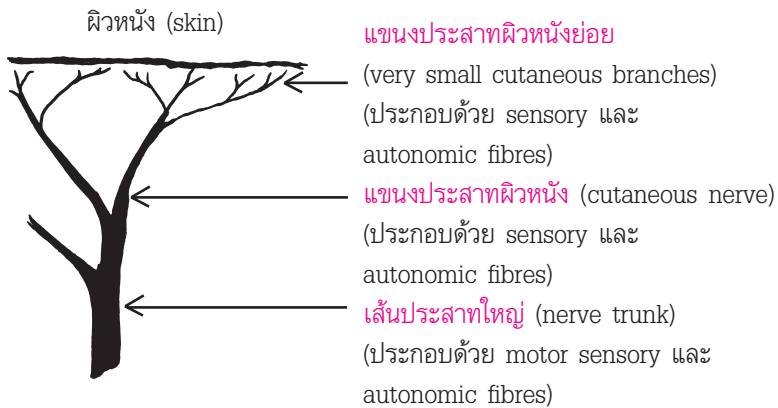 ผิวหนัง (skin)
แขนงประสาทผิวหนังย่อย
(very small cutaneous branches)
(ประกอบด้วย sensory และ
autonomic fibres)
แขนงประสาทผิวหนัง (cutaneous nerve)
(ประกอบด้วย sensory และ
autonomic fibres)
เส้นประสาทใหญ่ (nerve trunk)
(ประกอบด้วย motor sensory และ
autonomic fibres)